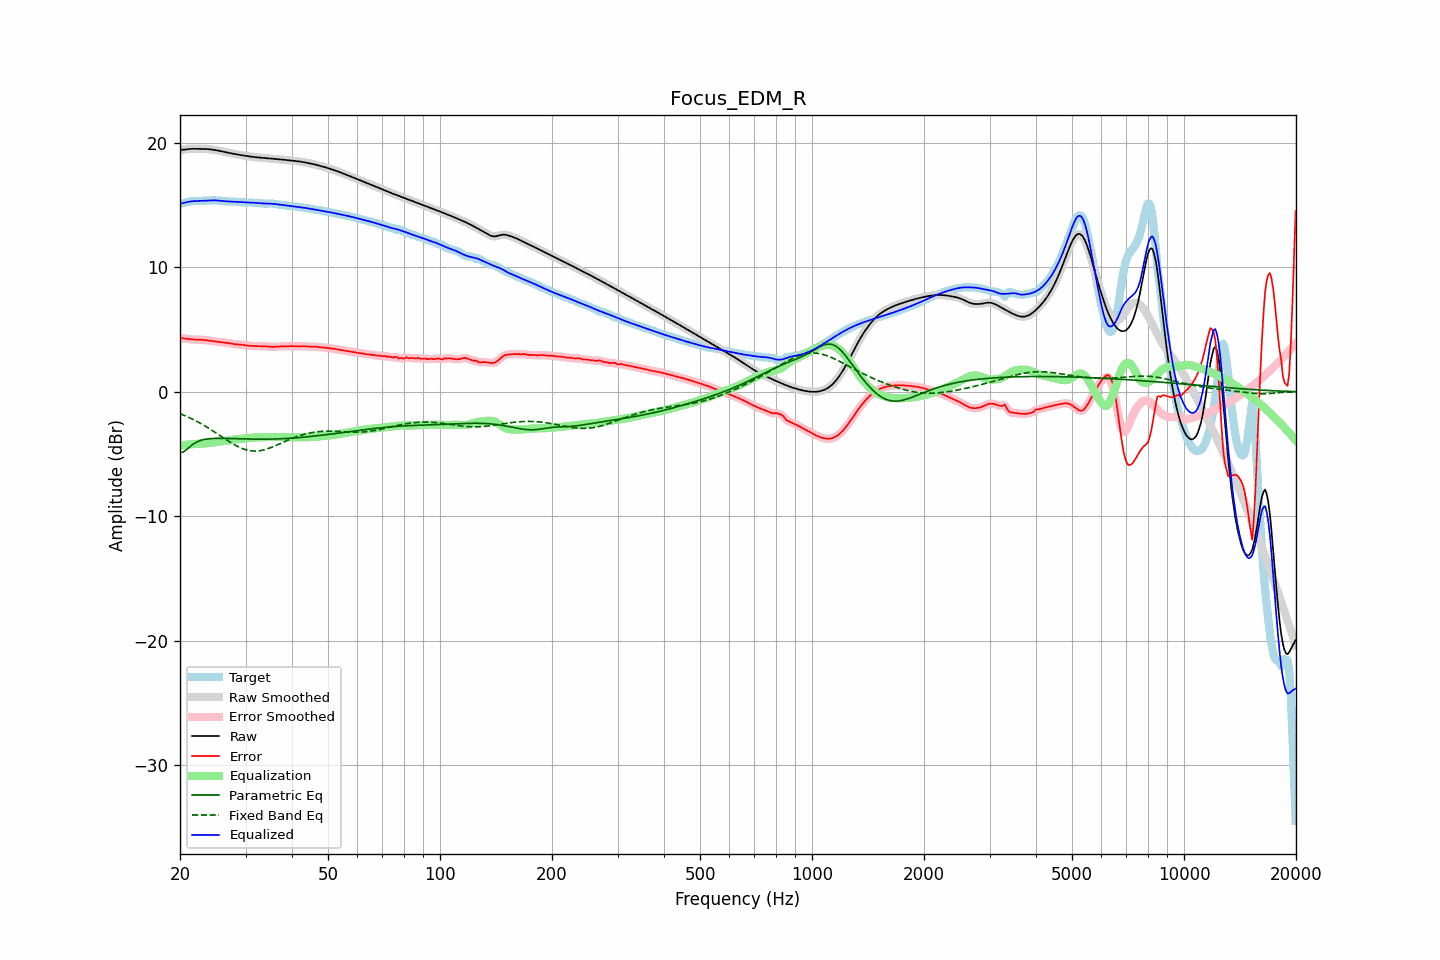 Focus_EDM_R
Amplitude (dBr)
20
10
0
−10
−20
−30
Target
Raw Smoothed
Error Smoothed
Raw
Error
Equalization
Parametric Eq
Fixed Band Eq
Equalized
20 50 100 200 500 1000 2000 5000 10000 20000
Frequency (Hz)